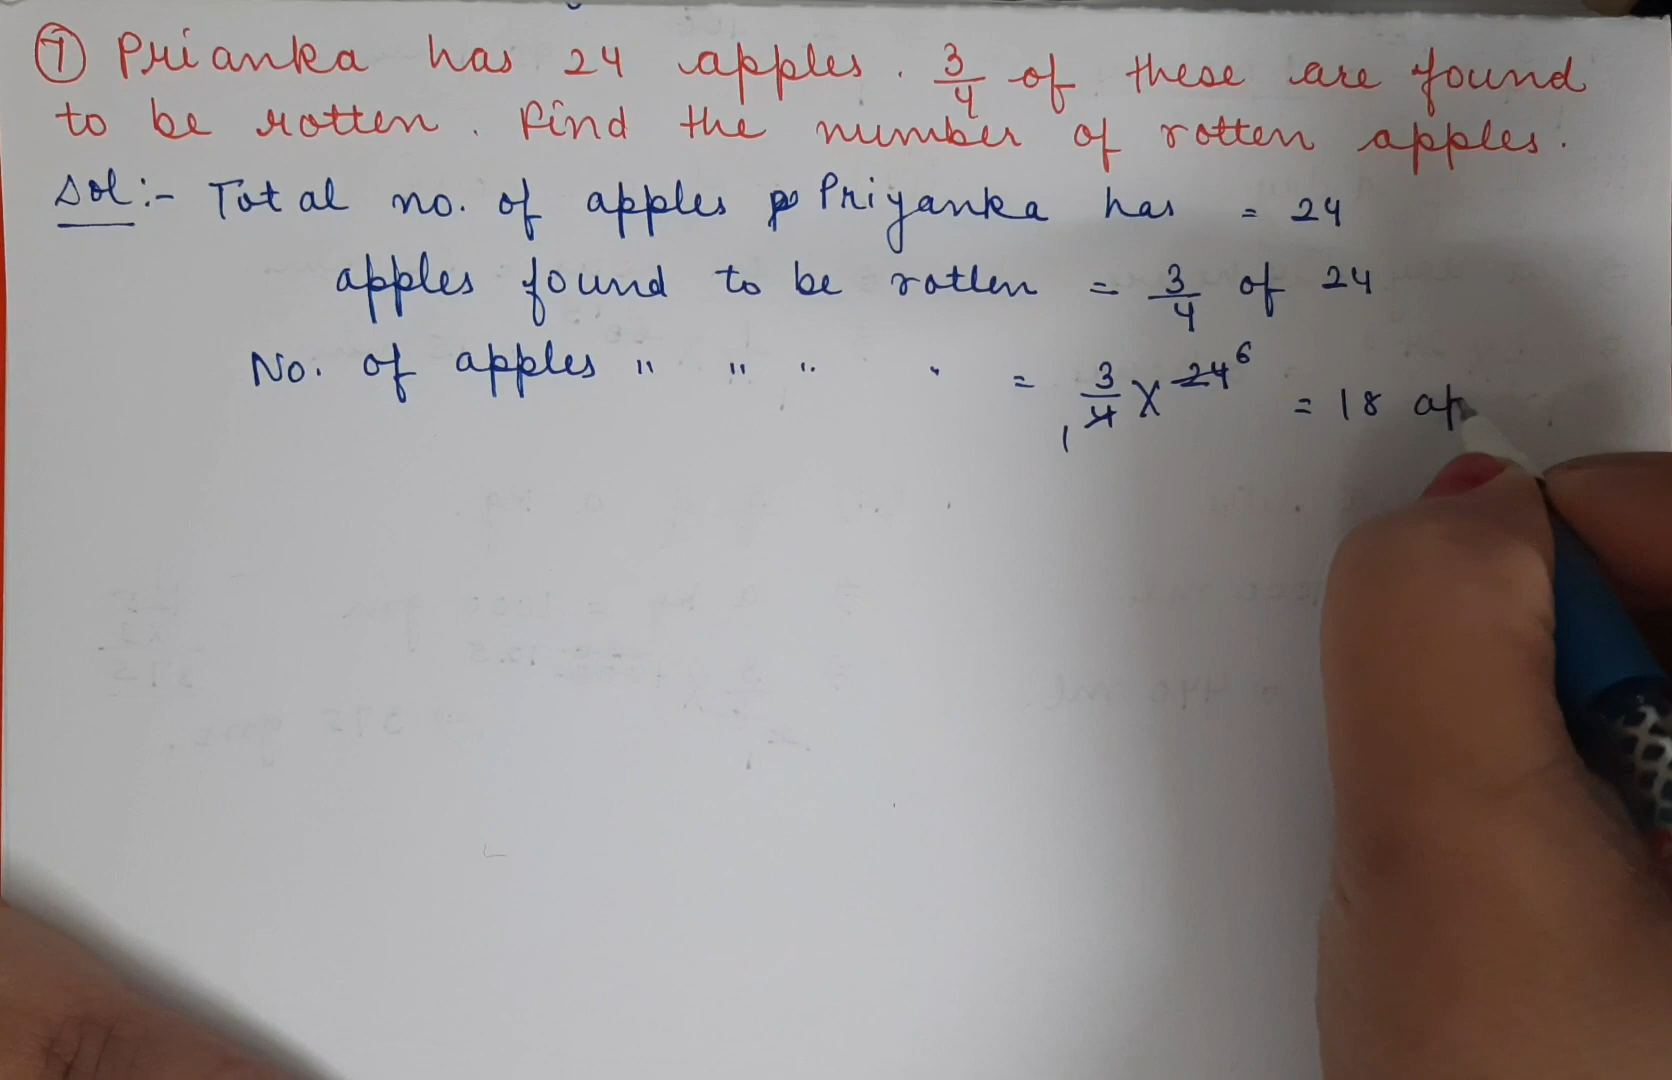 7 Prianka has 24 apples. 3/4 of these are found
to be rotten. Find the number of rotten apples.
Sol:- Total no. of apples p Priyanka has = 24
apples found to be rotten = 3/4 of 24
No. of apples " " " " = 3/4 X 24 6 = 18 ap
1